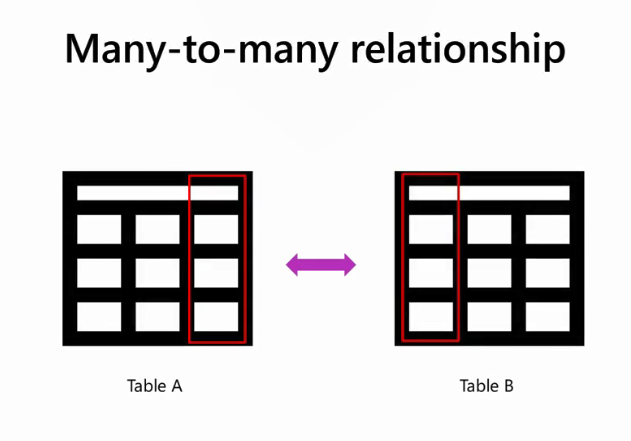 Many-to-many relationship
Table A
Table B